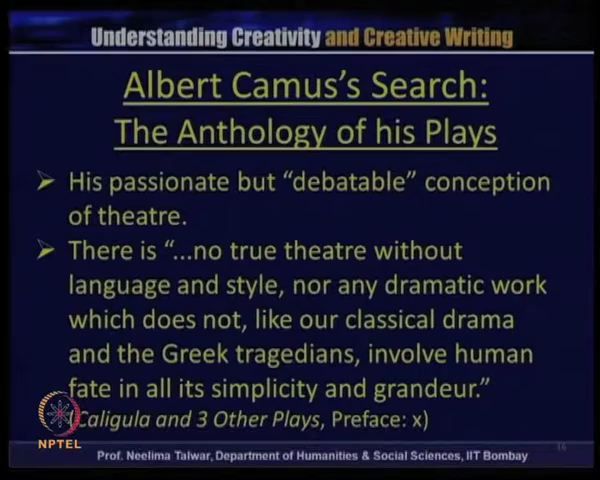 Understanding Creativity and Creative Writing
Albert Camus's Search:
The Anthology of his Plays
➢ His passionate but “debatable” conception
of theatre.
➢ There is “...no true theatre without
language and style, nor any dramatic work
which does not, like our classical drama
and the Greek tragedians, involve human
fate in all its simplicity and grandeur.”
(Caligula and 3 Other Plays, Preface: x)
NPTEL
16
Prof. Neelima Talwar, Department of Humanities & Social Sciences, IIT Bombay